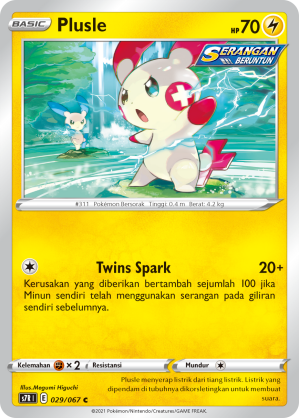 BASIC Plusle HP70
SERANGAN
BERUNTUN
#311 Pokémon Bersorak Tinggi: 0.4 m Berat: 4.2 kg
Twins Spark 20+
Kerusakan yang diberikan bertambah sejumlah 100 jika
Minun sendiri telah menggunakan serangan pada giliran
sendiri sebelumnya.
Kelemahan ×2 Resistansi Mundur
Illus.Megumi Higuchi
s7R I E 029/067 C
Plusle menyerap listrik dari tiang listrik. Listrik yang
dipendam di tubuhnya dikorsletingkan untuk membuat
suara.
©2021 Pokémon/Nintendo/Creatures/GAME FREAK.